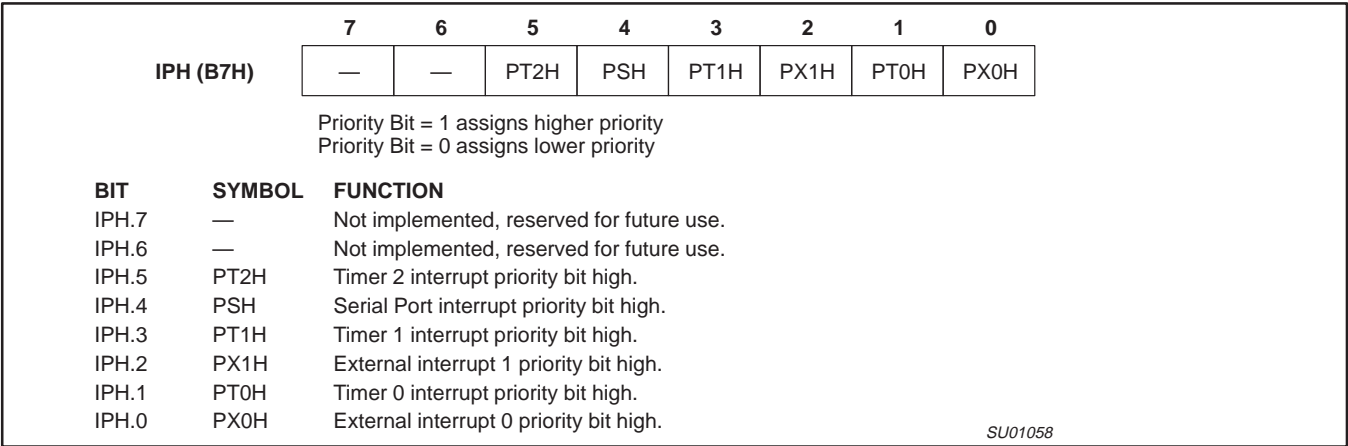 7 6 5 4 3 2 1 0
IPH (B7H) — — PT2H PSH PT1H PX1H PT0H PX0H
Priority Bit = 1 assigns higher priority
Priority Bit = 0 assigns lower priority
BIT SYMBOL FUNCTION
IPH.7 — Not implemented, reserved for future use.
IPH.6 — Not implemented, reserved for future use.
IPH.5 PT2H Timer 2 interrupt priority bit high.
IPH.4 PSH Serial Port interrupt priority bit high.
IPH.3 PT1H Timer 1 interrupt priority bit high.
IPH.2 PX1H External interrupt 1 priority bit high.
IPH.1 PT0H Timer 0 interrupt priority bit high.
IPH.0 PX0H External interrupt 0 priority bit high.
SU01058